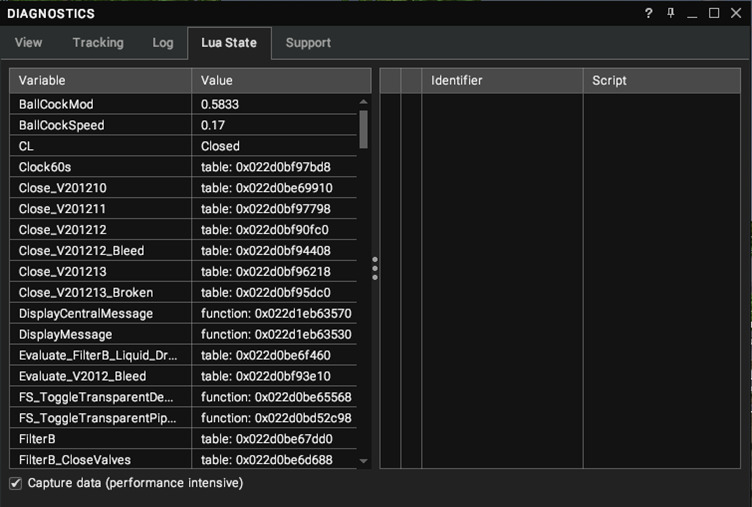 DIAGNOSTICS ?
View Tracking Log Lua State Support
Variable Value Identifier Script
BallCockMod 0.5833
BallCockSpeed 0.17
CL Closed
Clock60s table: 0x022d0bf97bd8
Close_V201210 table: 0x022d0be69910
Close_V201211 table: 0x022d0bf97798
Close_V201212 table: 0x022d0bf90fc0
Close_V201212_Bleed table: 0x022d0bf94408
Close_V201213 table: 0x022d0bf96218
Close_V201213_Broken table: 0x022d0bf95dc0
DisplayCentralMessage function: 0x022d1eb63570
DisplayMessage function: 0x022d1eb63530
Evaluate_FilterB_Liquid_Dr... table: 0x022d0be6f460
Evaluate_V2012_Bleed table: 0x022d0bf93e10
FS_ToggleTransparentDe... function: 0x022d0be65568
FS_ToggleTransparentPip... function: 0x022d0bd52c98
FilterB table: 0x022d0be67dd0
FilterB_CloseValves table: 0x022d0be6d688
Capture data (performance intensive)